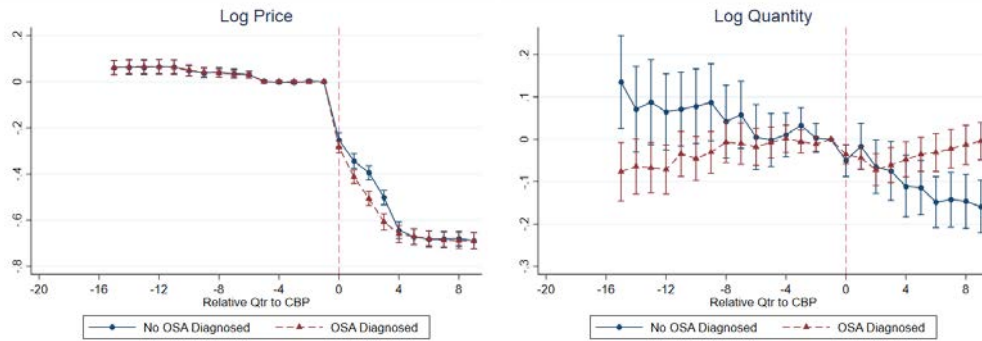 Log Price
.2
0
-.2
-.4
-.6
-.8
-20 -16 -12 -8 -4 0 4 8
Relative Qtr to CBP
No OSA Diagnosed OSA Diagnosed
Log Quantity
.2
.1
0
-.1
-.2
-.3
-20 -16 -12 -8 -4 0 4 8
Relative Qtr to CBP
No OSA Diagnosed OSA Diagnosed